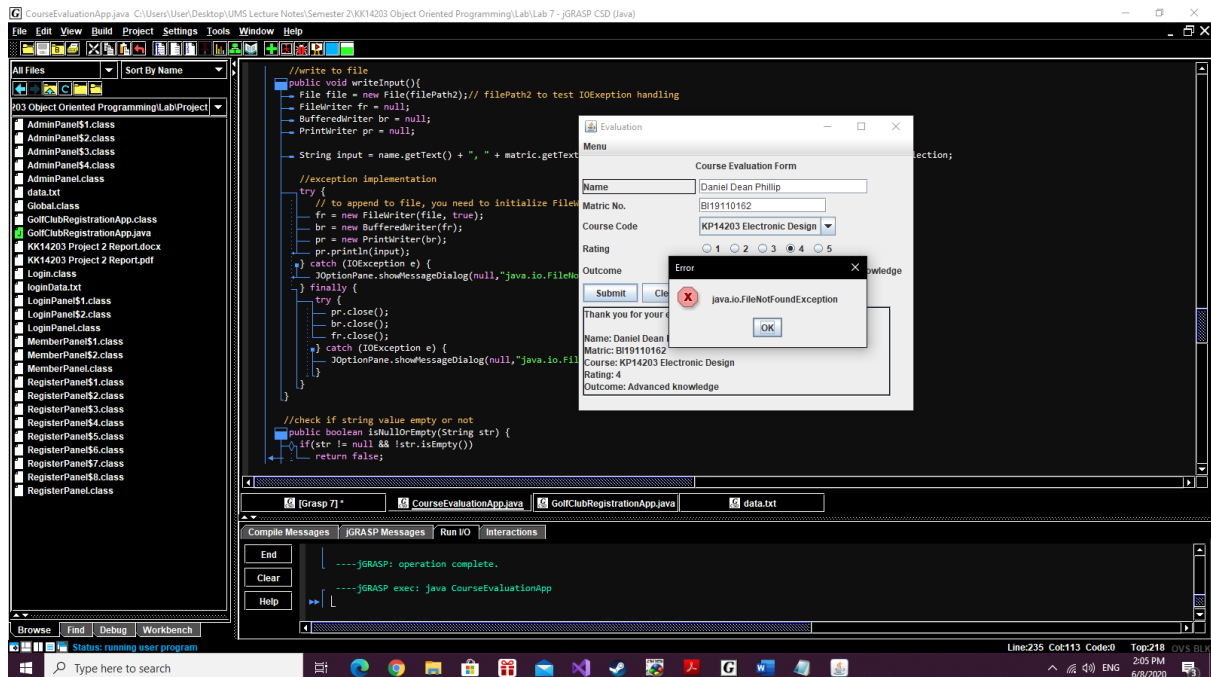 CourseEvaluationApp.java C:\Users\User\Desktop\UMS Lecture Notes\Semester 2\KK14203 Object Oriented Programming\Lab\Lab 7 - jGRASP CSD (Java)
File Edit View Build Project Settings Tools Window Help
All Files Sort By Name
203 Object Oriented Programming\Lab\Project
AdminPanel$1.class
AdminPanel$2.class
AdminPanel$3.class
AdminPanel$4.class
AdminPanel.class
data.txt
Global.class
GolfClubRegistrationApp.class
GolfClubRegistrationApp.java
KK14203 Project 2 Report.docx
KK14203 Project 2 Report.pdf
Login.class
loginData.txt
LoginPanel$1.class
LoginPanel$2.class
LoginPanel.class
MemberPanel$1.class
MemberPanel$2.class
MemberPanel.class
RegisterPanel$1.class
RegisterPanel$2.class
RegisterPanel$3.class
RegisterPanel$4.class
RegisterPanel$5.class
RegisterPanel$6.class
RegisterPanel$7.class
RegisterPanel$8.class
RegisterPanel.class
Browse Find Debug Workbench
//write to file
public void writeInput(){
File file = new File(filePath2);// filePath2 to test IOExeption handling
FileWriter fr = null;
BufferedWriter br = null;
PrintWriter pr = null;
String input = name.getText() + ", " + matric.getText
lection;
//exception implementation
try {
// to append to file, you need to initialize FileW
fr = new FileWriter(file, true);
br = new BufferedWriter(fr);
pr = new PrintWriter(br);
pr.println(input);
} catch (IOException e) {
JOptionPane.showMessageDialog(null,"java.io.FileNo
} finally {
try {
pr.close();
br.close();
fr.close();
} catch (IOException e) {
JOptionPane.showMessageDialog(null,"java.io.Fil
}
}
}
//check if string value empty or not
public boolean isNullOrEmpty(String str) {
if(str != null && !str.isEmpty())
return false;
Evaluation
Menu
Course Evaluation Form
Name Daniel Dean Phillip
Matric No. BI19110162
Course Code KP14203 Electronic Design
Rating 1 2 3 4 5
Outcome owledge
Submit Cle
Thank you for your e
Name: Daniel Dean
Matric: BI19110162
Course: KP14203 Electronic Design
Rating: 4
Outcome: Advanced knowledge
Error
java.io.FileNotFoundException
OK
[Grasp 7] * CourseEvaluationApp.java GolfClubRegistrationApp.java data.txt
Compile Messages jGRASP Messages Run I/O Interactions
End
Clear
Help
----jGRASP: operation complete.
----jGRASP exec: java CourseEvaluationApp
Status: running user program
Line:235 Col:113 Code:0 Top:218 OVS BLK
Type here to search
ENG
2:05 PM
6/8/2020
3